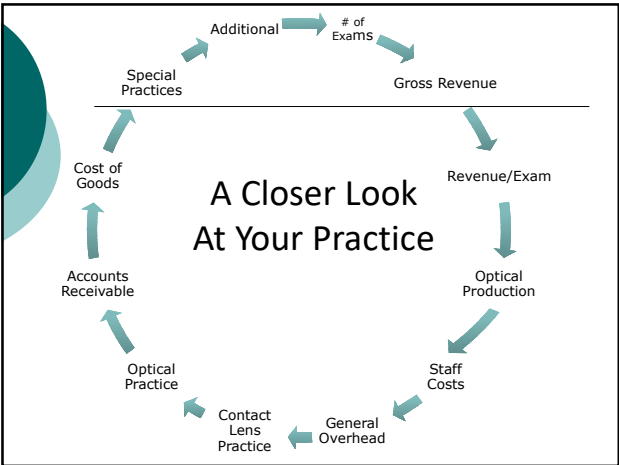 Additional
# of
Exams
Gross Revenue
Revenue/Exam
Optical
Production
Staff
Costs
General
Overhead
Contact
Lens
Practice
Optical
Practice
Accounts
Receivable
Cost of
Goods
Special
Practices
A Closer Look
At Your Practice